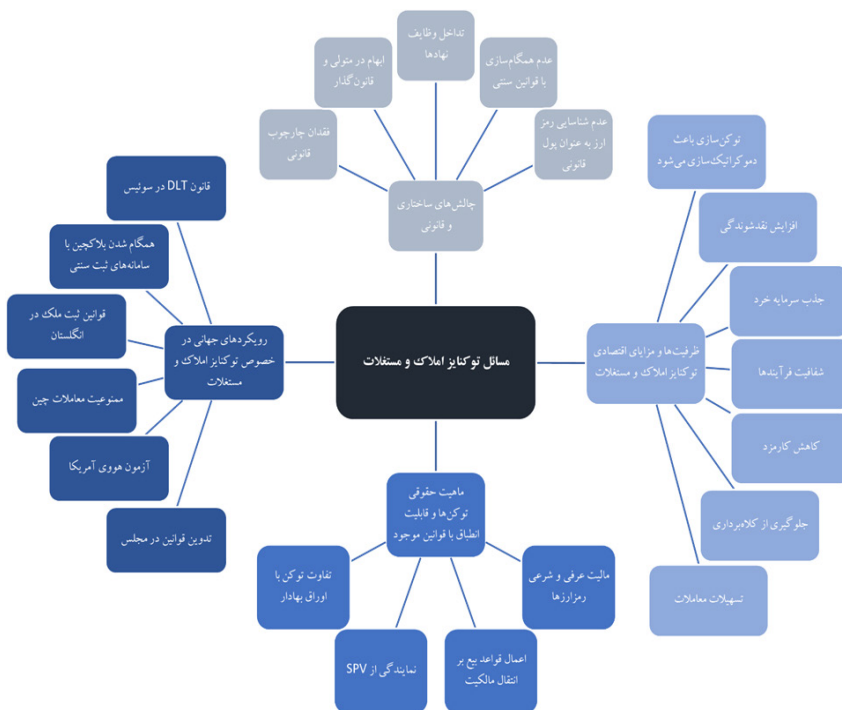 تداخل وظایف
نهادها
ابهام در متولی و
قانون‌گذار
عدم همگام‌سازی
با قوانین سنتی
فقدان چارچوب
قانونی
عدم شناسایی رمز
ارز به عنوان پول
قانونی
چالش‌های ساختاری
و قانونی
توکن‌سازی باعث
دموکراتیک‌سازی می‌شود
افزایش نقدشوندگی
جذب سرمایه خرد
شفافیت فرآیندها
کاهش کارمزد
جلوگیری از کلاه‌برداری
تسهیلات معاملات
ظرفیت‌ها و مزایای اقتصادی
توکنایز املاک و مستغلات
مسائل توکنایز املاک و مستغلات
رویکردهای جهانی در
خصوص توکنایز املاک و
مستغلات
قانون DLT در سوئیس
همگام شدن بلاکچین با
سامانه‌های ثبت سنتی
قوانین ثبت ملک در
انگلستان
ممنوعیت معاملات چین
آزمون هووی آمریکا
تدوین قوانین در مجلس
ماهیت حقوقی
توکن‌ها و قابلیت
انطباق با قوانین موجود
مالیت عرفی و شرعی
رمزارزها
اعمال قواعد بیع بر
انتقال مالکیت
نمایندگی از SPV
تفاوت توکن با
اوراق بهادار